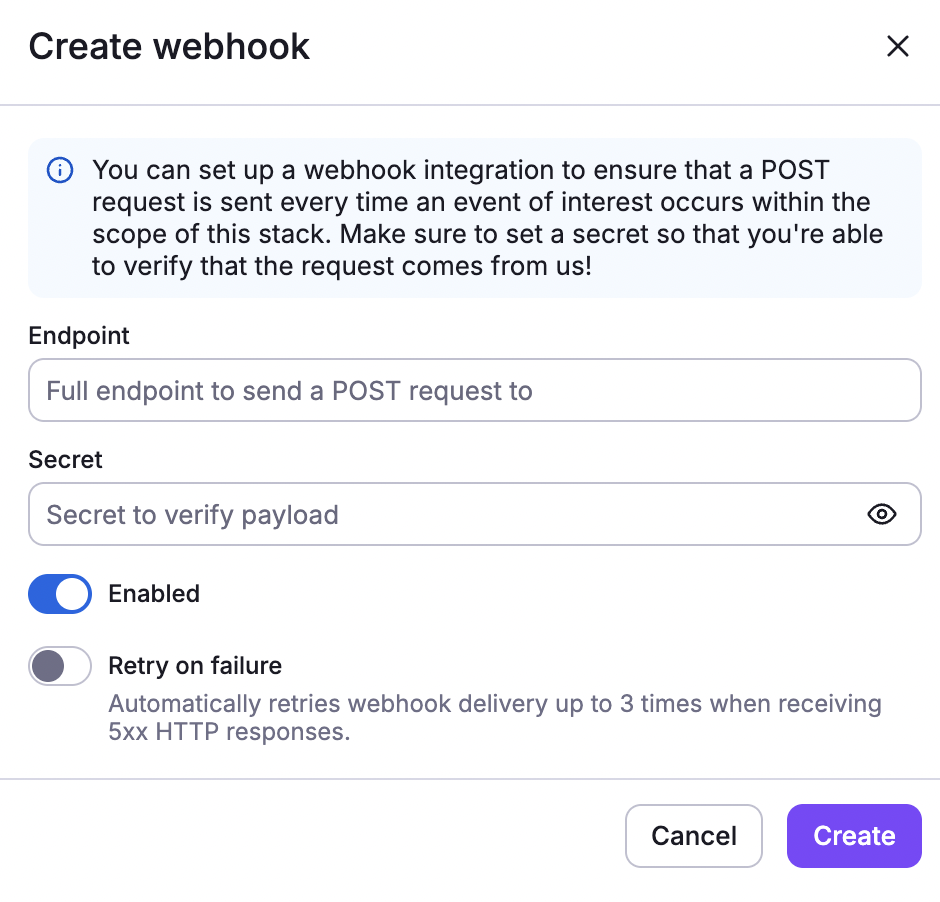 Create webhook
You can set up a webhook integration to ensure that a POST
request is sent every time an event of interest occurs within the
scope of this stack. Make sure to set a secret so that you're able
to verify that the request comes from us!
Endpoint
Full endpoint to send a POST request to
Secret
Secret to verify payload
Enabled
Retry on failure
Automatically retries webhook delivery up to 3 times when receiving
5xx HTTP responses.
Cancel
Create